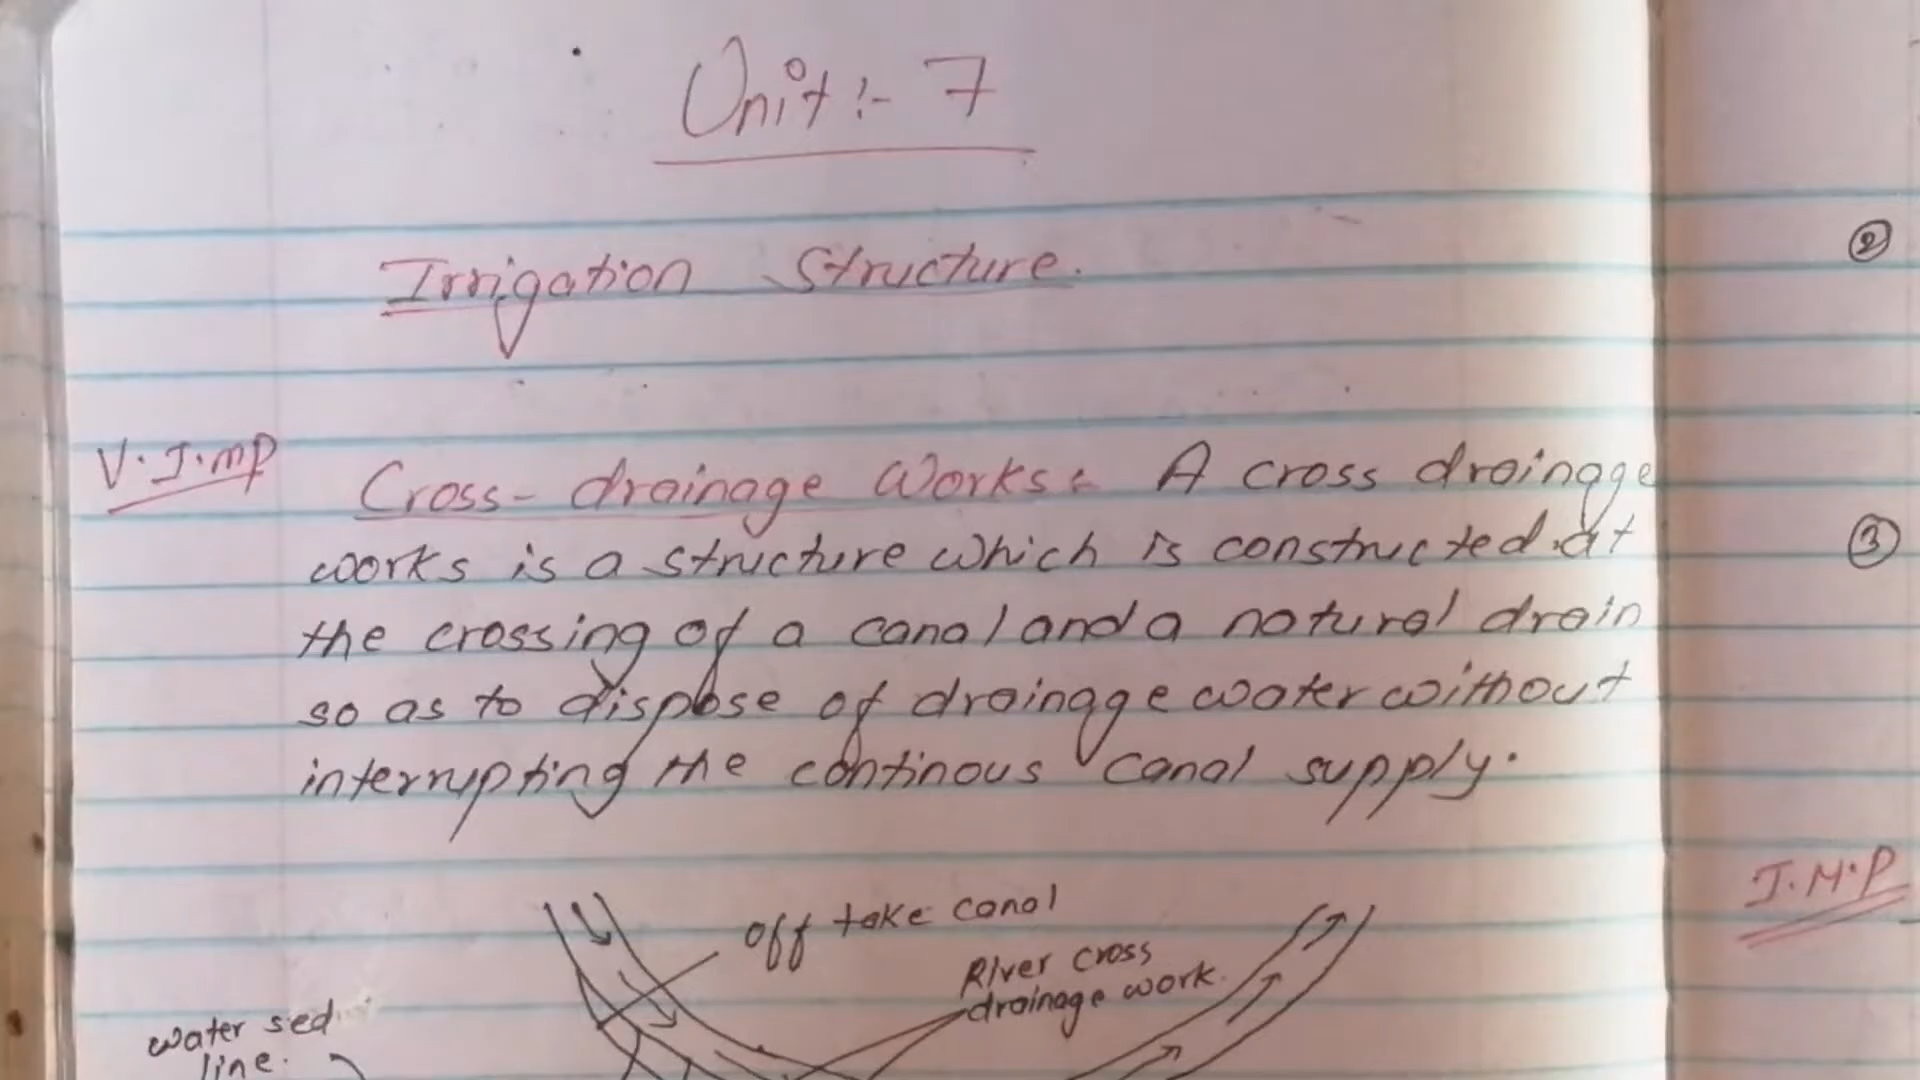 Unit :- 7
Irrigation Structure.
V.I.mp
Cross-drainage Works: A cross drainage
works is a structure which is constructed at
the crossing of a canal and a natural drain
so as to dispose of drainage water without
interrupting the continous canal supply.
off take canal
River cross
drainage work.
water sed
line.
2
3
I.M.P